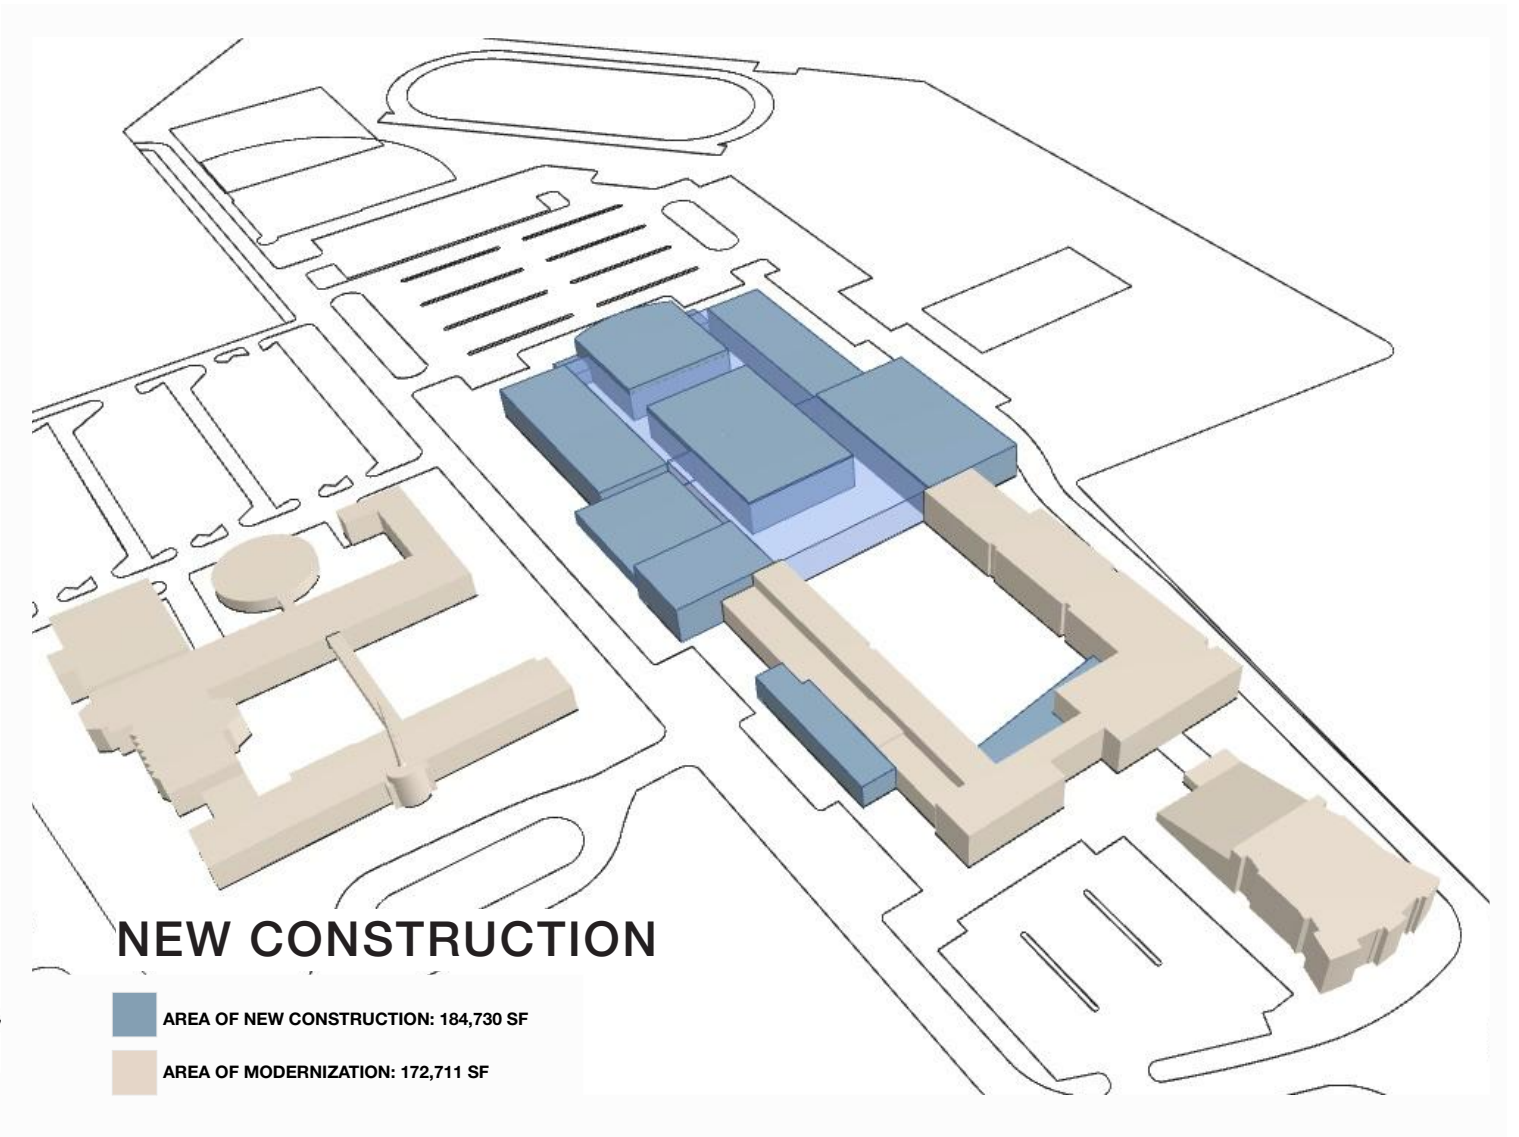 NEW CONSTRUCTION
AREA OF NEW CONSTRUCTION: 184,730 SF
AREA OF MODERNIZATION: 172,711 SF